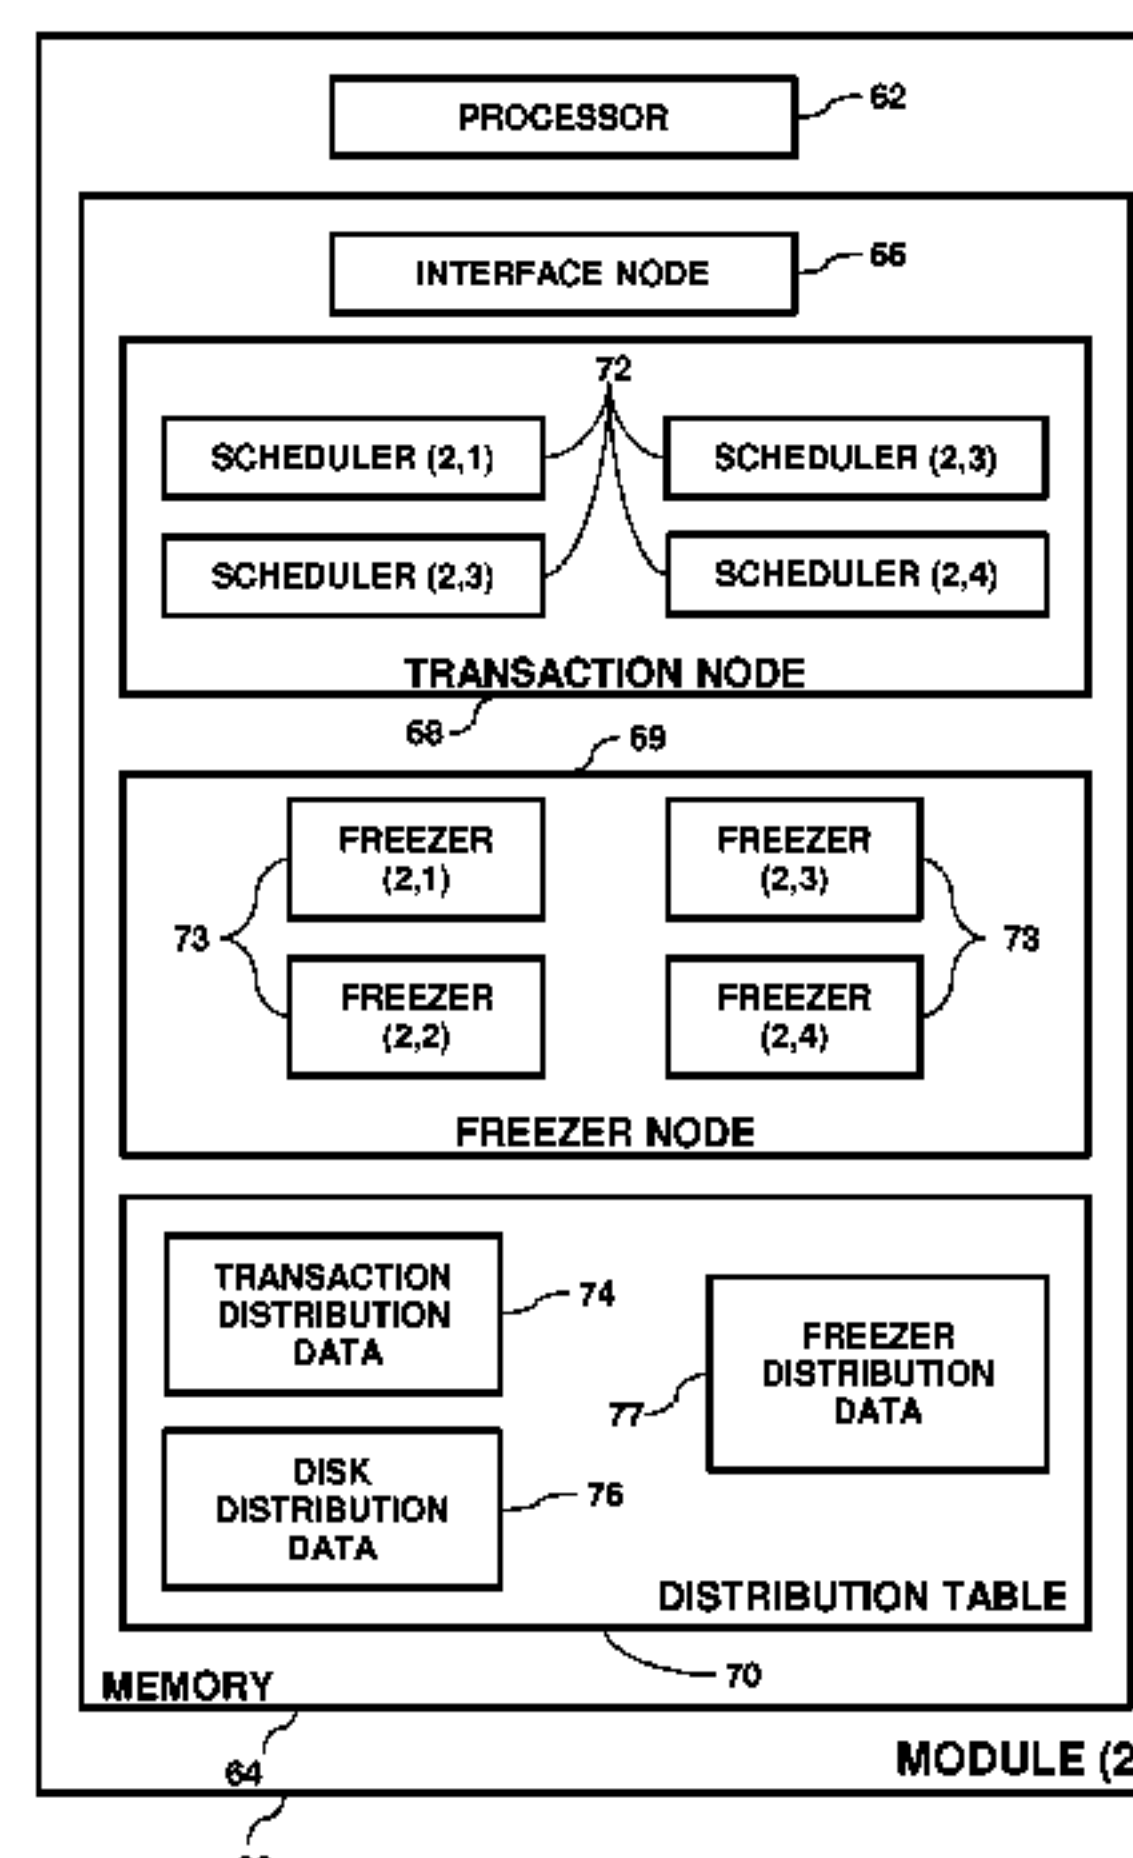 PROCESSOR
62
INTERFACE NODE
66
72
SCHEDULER (2,1)
SCHEDULER (2,3)
SCHEDULER (2,3)
SCHEDULER (2,4)
TRANSACTION NODE
68
69
FREEZER
(2,1)
FREEZER
(2,3)
73
73
FREEZER
(2,2)
FREEZER
(2,4)
FREEZER NODE
TRANSACTION
DISTRIBUTION
DATA
74
FREEZER
DISTRIBUTION
DATA
77
DISK
DISTRIBUTION
DATA
76
DISTRIBUTION TABLE
70
MEMORY
64
MODULE (2